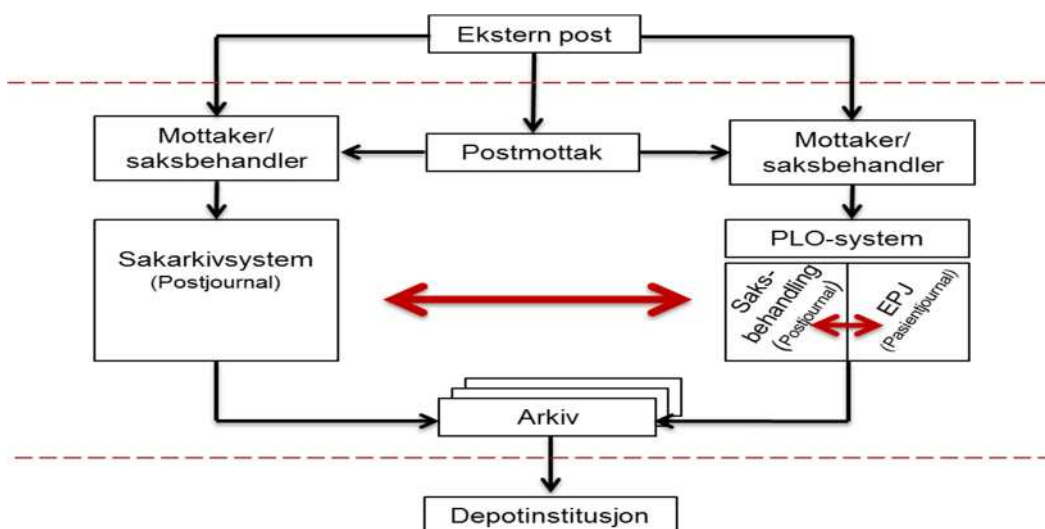 Ekstern post
Mottaker/
saksbehandler
Postmottak
Mottaker/
saksbehandler
Sakarkivsystem
(Postjournal)
PLO-system
Saks-
behandling
(Postjournal)
EPJ
(Pasientjournal)
Arkiv
Depotinstitusjon